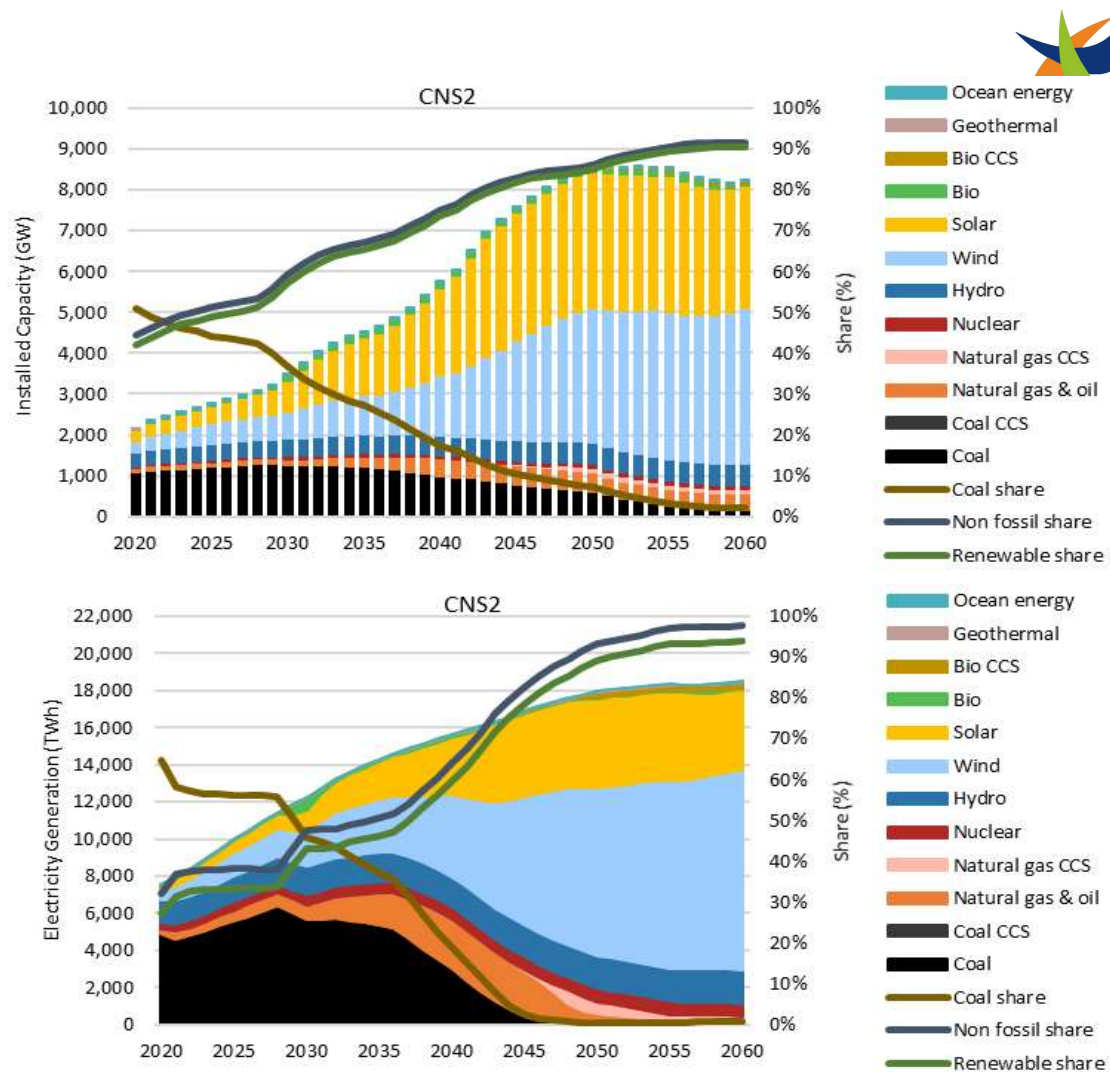 CNS2
10,000
9,000
8,000
7,000
6,000
5,000
4,000
3,000
2,000
1,000
0
Installed Capacity (GW)
100%
90%
80%
70%
60%
50%
40%
30%
20%
10%
0%
Share (%)
2020 2025 2030 2035 2040 2045 2050 2055 2060
Ocean energy
Geothermal
Bio CCS
Bio
Solar
Wind
Hydro
Nuclear
Natural gas CCS
Natural gas & oil
Coal CCS
Coal
Coal share
Non fossil share
Renewable share
CNS2
22,000
20,000
18,000
16,000
14,000
12,000
10,000
8,000
6,000
4,000
2,000
0
Electricity Generation (TWh)
100%
90%
80%
70%
60%
50%
40%
30%
20%
10%
0%
Share (%)
2020 2025 2030 2035 2040 2045 2050 2055 2060
Ocean energy
Geothermal
Bio CCS
Bio
Solar
Wind
Hydro
Nuclear
Natural gas CCS
Natural gas & oil
Coal CCS
Coal
Coal share
Non fossil share
Renewable share